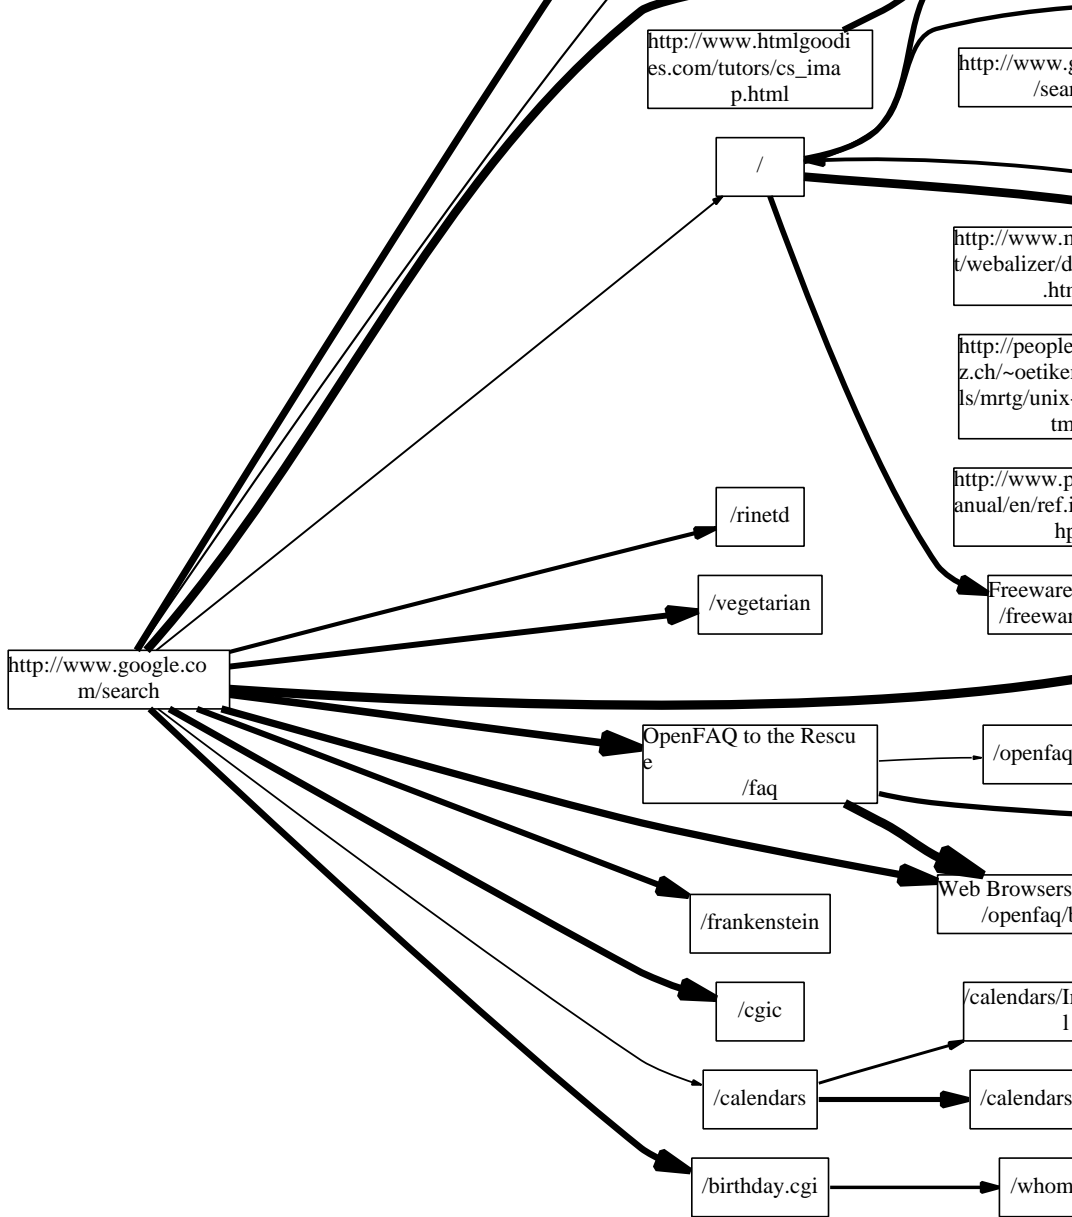 http://www.htmlgoodi
es.com/tutors/cs_ima
p.html
http://www.g
/sear
/
http://www.m
t/webalizer/d
.htm
http://people
z.ch/~oetiker
ls/mrtg/unix-
tm
http://www.p
anual/en/ref.i
hp
/rinetd
Freeware
/freewar
/vegetarian
http://www.google.co
m/search
OpenFAQ to the Rescu
e
/faq
/openfaq
Web Browsers
/openfaq/b
/frankenstein
/cgic
/calendars/In
l
/calendars
/calendars
/birthday.cgi
/whom